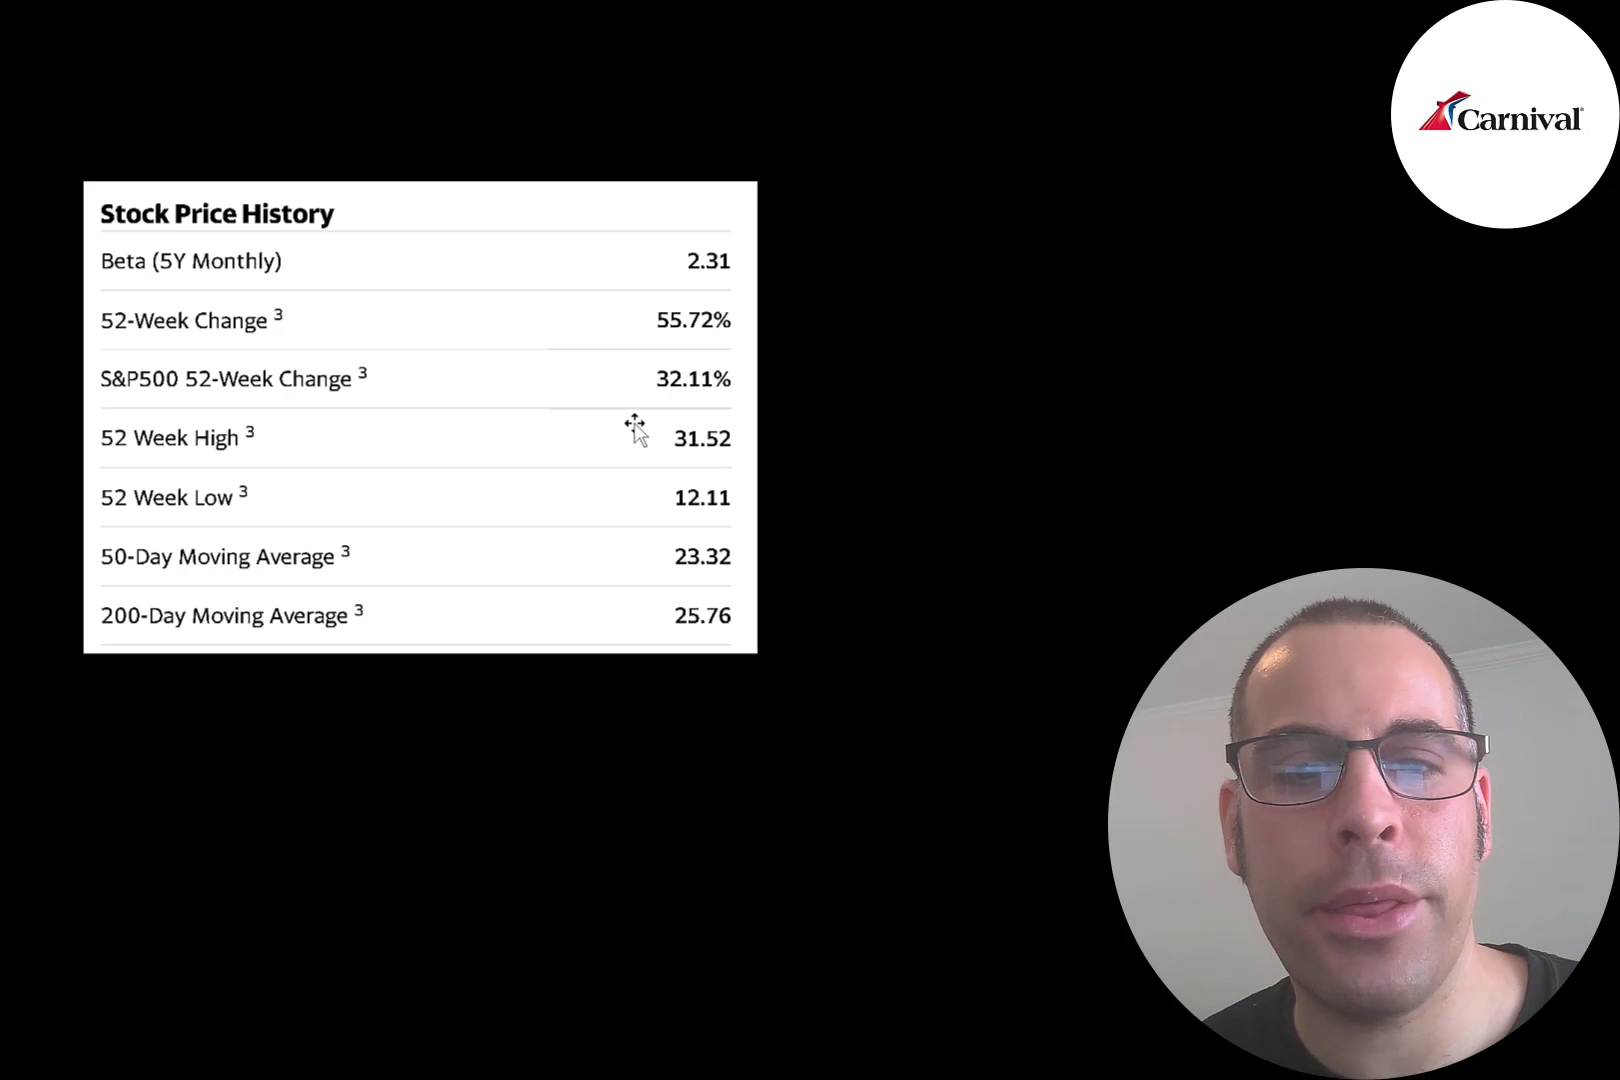 Carnival®
Stock Price History
Beta (5Y Monthly) 2.31
52-Week Change 3 55.72%
S&P500 52-Week Change 3 32.11%
52 Week High 3 31.52
52 Week Low 3 12.11
50-Day Moving Average 3 23.32
200-Day Moving Average 3 25.76